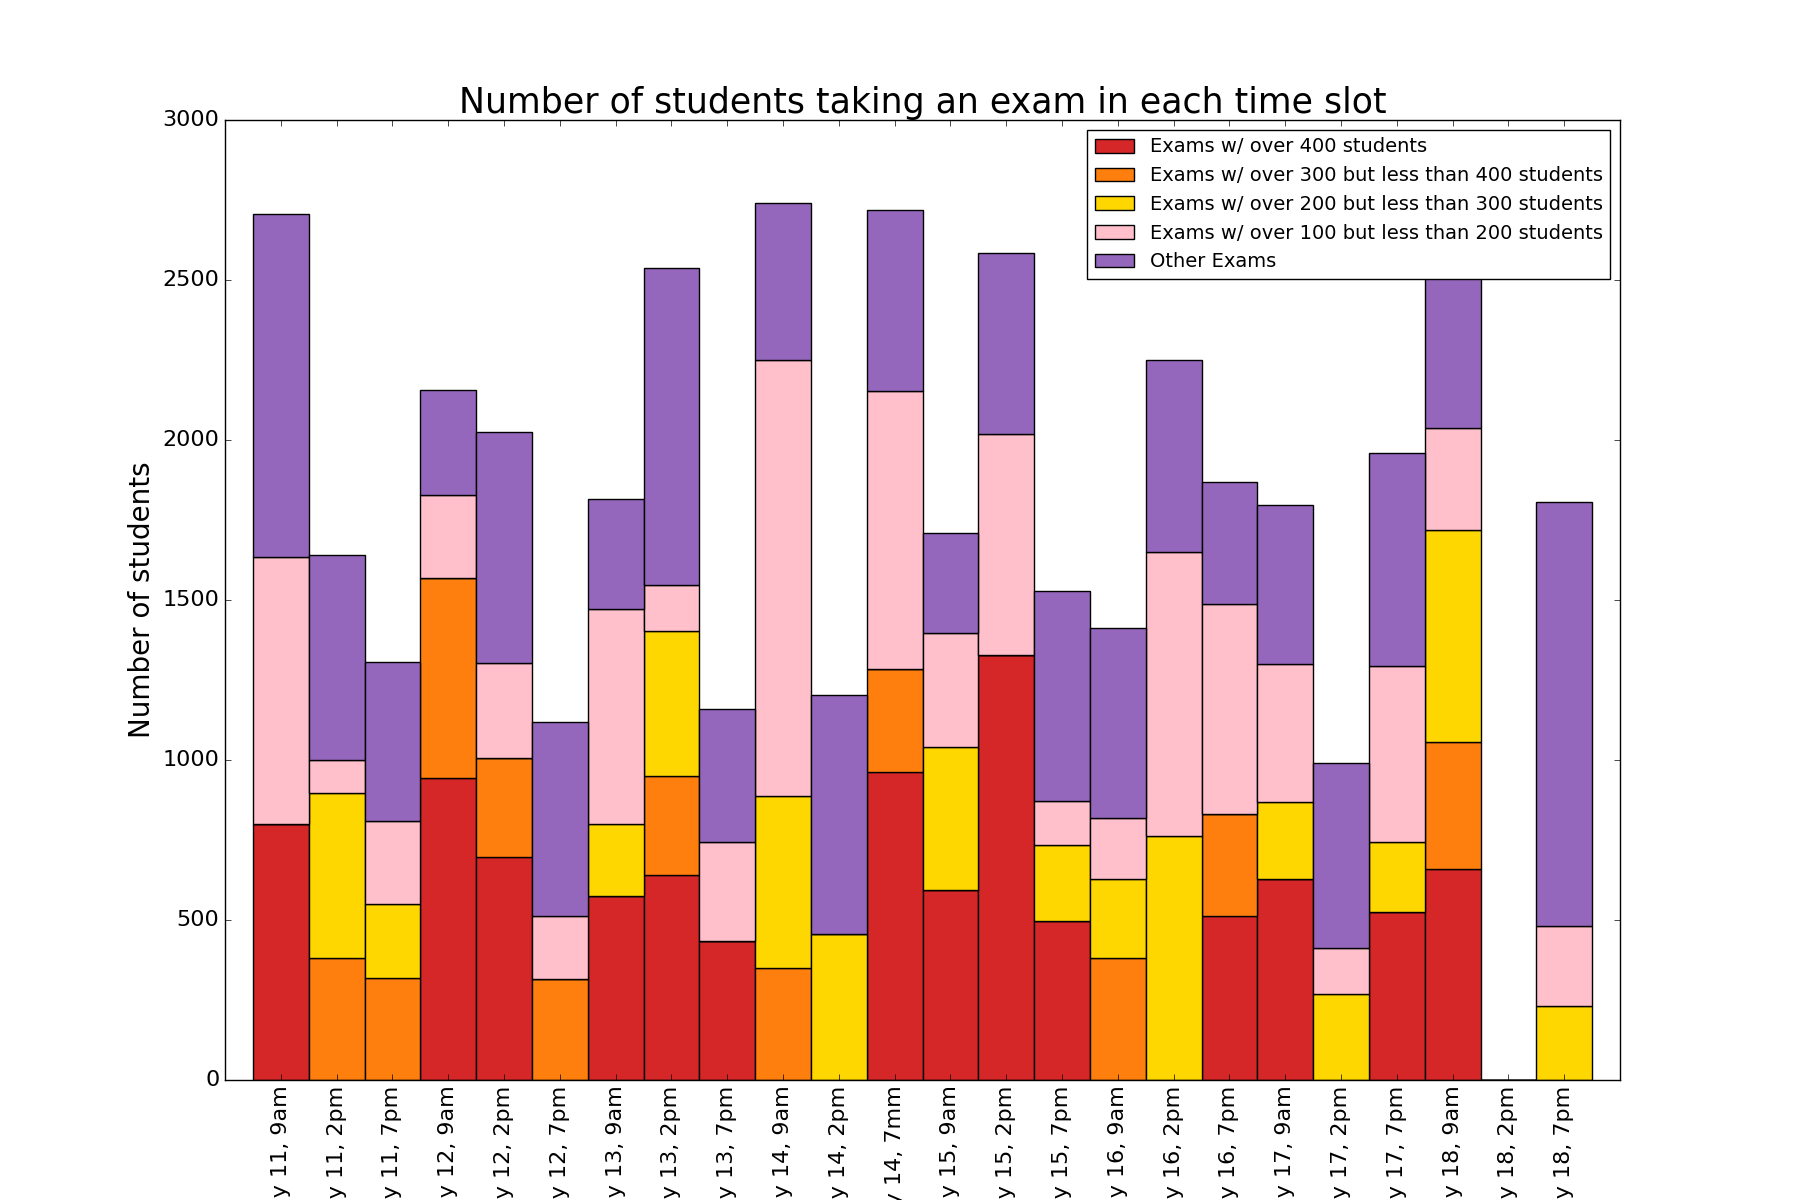 Number of students taking an exam in each time slot
Exams w/ over 400 students
Exams w/ over 300 but less than 400 students
Exams w/ over 200 but less than 300 students
Exams w/ over 100 but less than 200 students
Other Exams
Number of students
3000
2500
2000
1500
1000
500
0
y 11, 9am
y 11, 2pm
y 11, 7pm
y 12, 9am
y 12, 2pm
y 12, 7pm
y 13, 9am
y 13, 2pm
y 13, 7pm
y 14, 9am
y 14, 2pm
y 14, 7mm
y 15, 9am
y 15, 2pm
y 15, 7pm
y 16, 9am
y 16, 2pm
y 16, 7pm
y 17, 9am
y 17, 2pm
y 17, 7pm
y 18, 9am
y 18, 2pm
y 18, 7pm